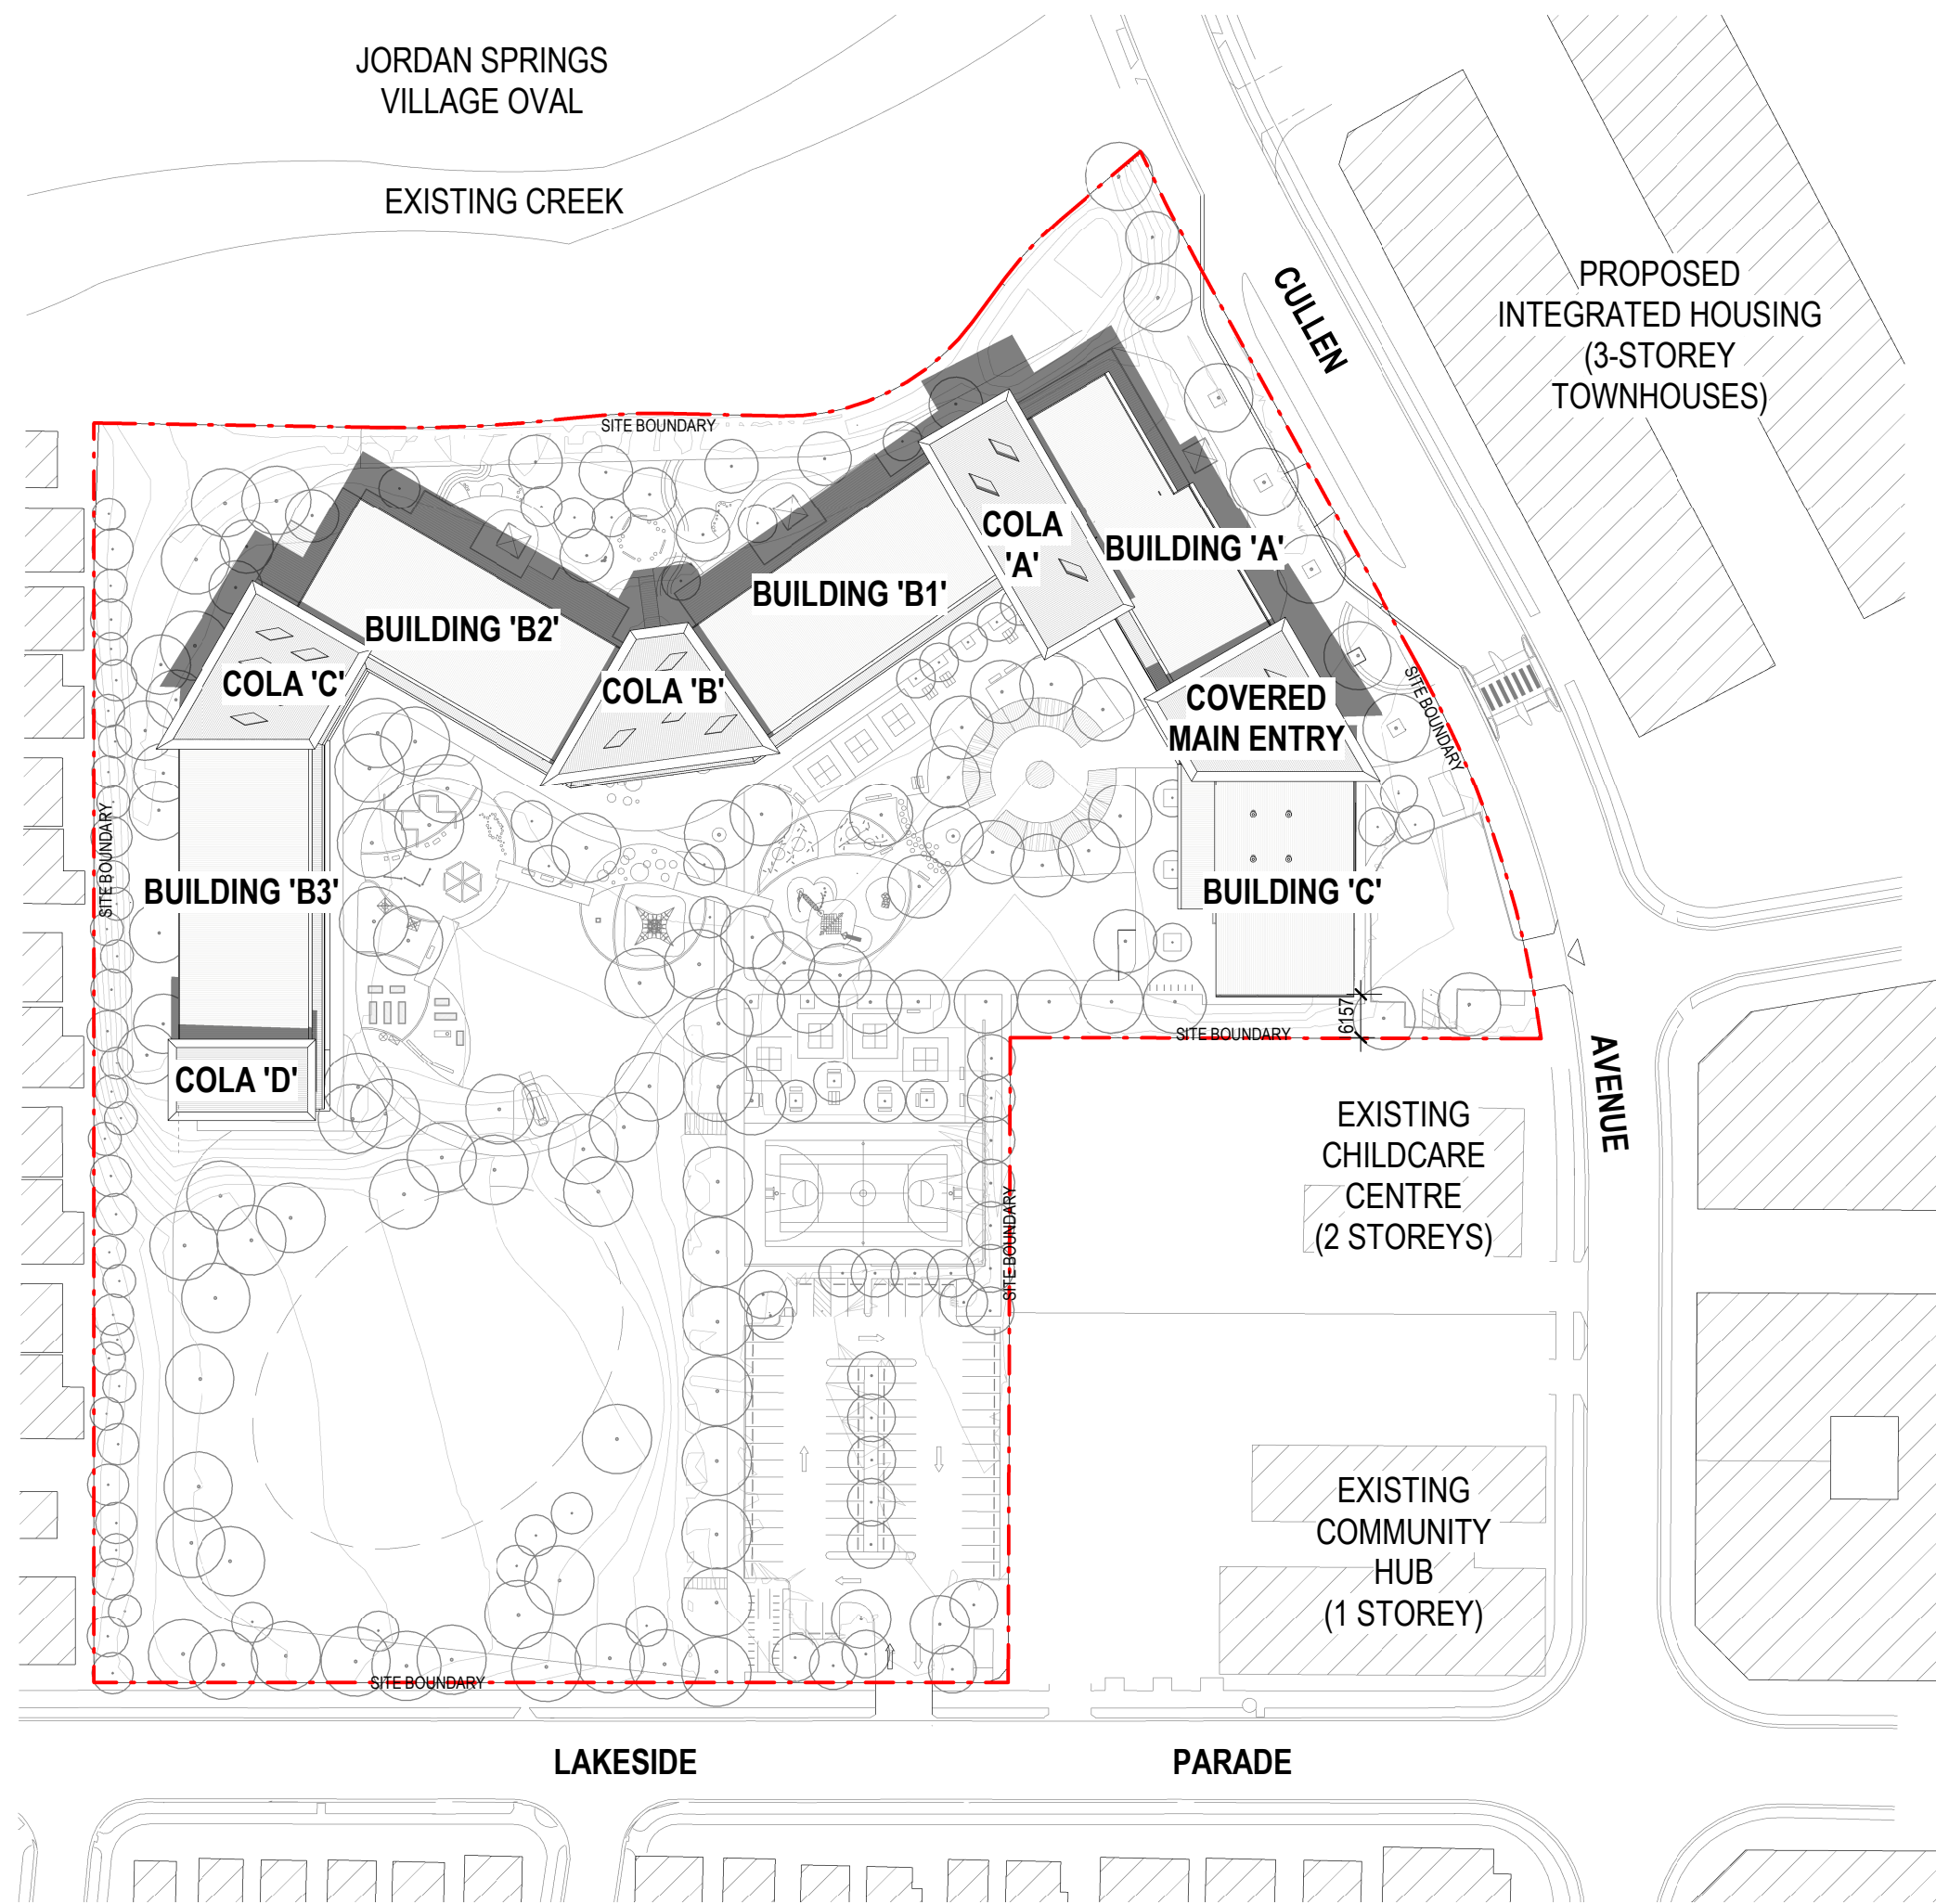 JORDAN SPRINGS
VILLAGE OVAL
EXISTING CREEK
CULLEN
PROPOSED
INTEGRATED HOUSING
(3-STOREY
TOWNHOUSES)
SITE BOUNDARY
COLA
'A'
BUILDING 'A'
BUILDING 'B1'
BUILDING 'B2'
COLA 'C'
COLA 'B'
COVERED
MAIN ENTRY
SITE BOUNDARY
SITE BOUNDARY
BUILDING 'B3'
BUILDING 'C'
6157
SITE BOUNDARY
COLA 'D'
AVENUE
EXISTING
CHILDCARE
CENTRE
(2 STOREYS)
SITE BOUNDARY
EXISTING
COMMUNITY
HUB
(1 STOREY)
SITE BOUNDARY
LAKESIDE
PARADE